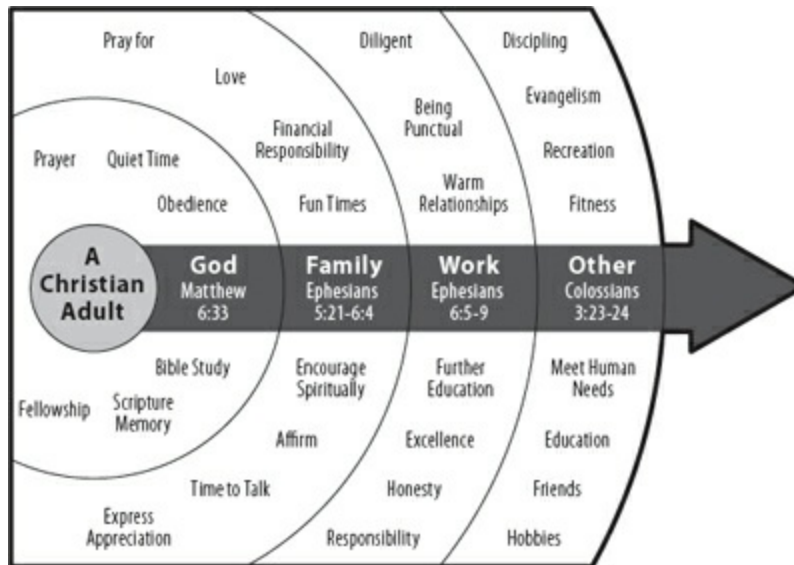 Pray for
Diligent
Discipling
Love
Evangelism
Being
Punctual
Financial
Responsibility
Recreation
Prayer
Quiet Time
Warm
Relationships
Obedience
Fun Times
Fitness
A
Christian
Adult
God
Matthew
6:33
Family
Ephesians
5:21-6:4
Work
Ephesians
6:5-9
Other
Colossians
3:23-24
Bible Study
Encourage
Spiritually
Further
Education
Meet Human
Needs
Fellowship
Scripture
Memory
Affirm
Excellence
Education
Time to Talk
Honesty
Friends
Express
Appreciation
Responsibility
Hobbies